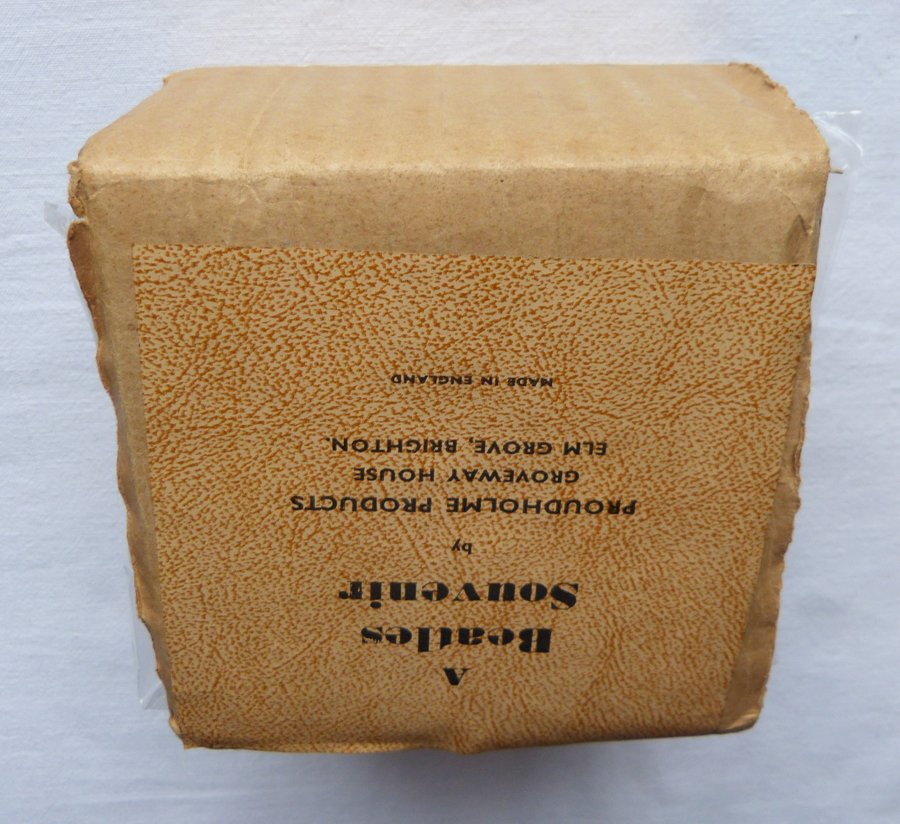 A
Beatles
Souvenir
by
PROUDHOLME PRODUCTS
GROVEWAY HOUSE
ELM GROVE, BRIGHTON.
MADE IN ENGLAND